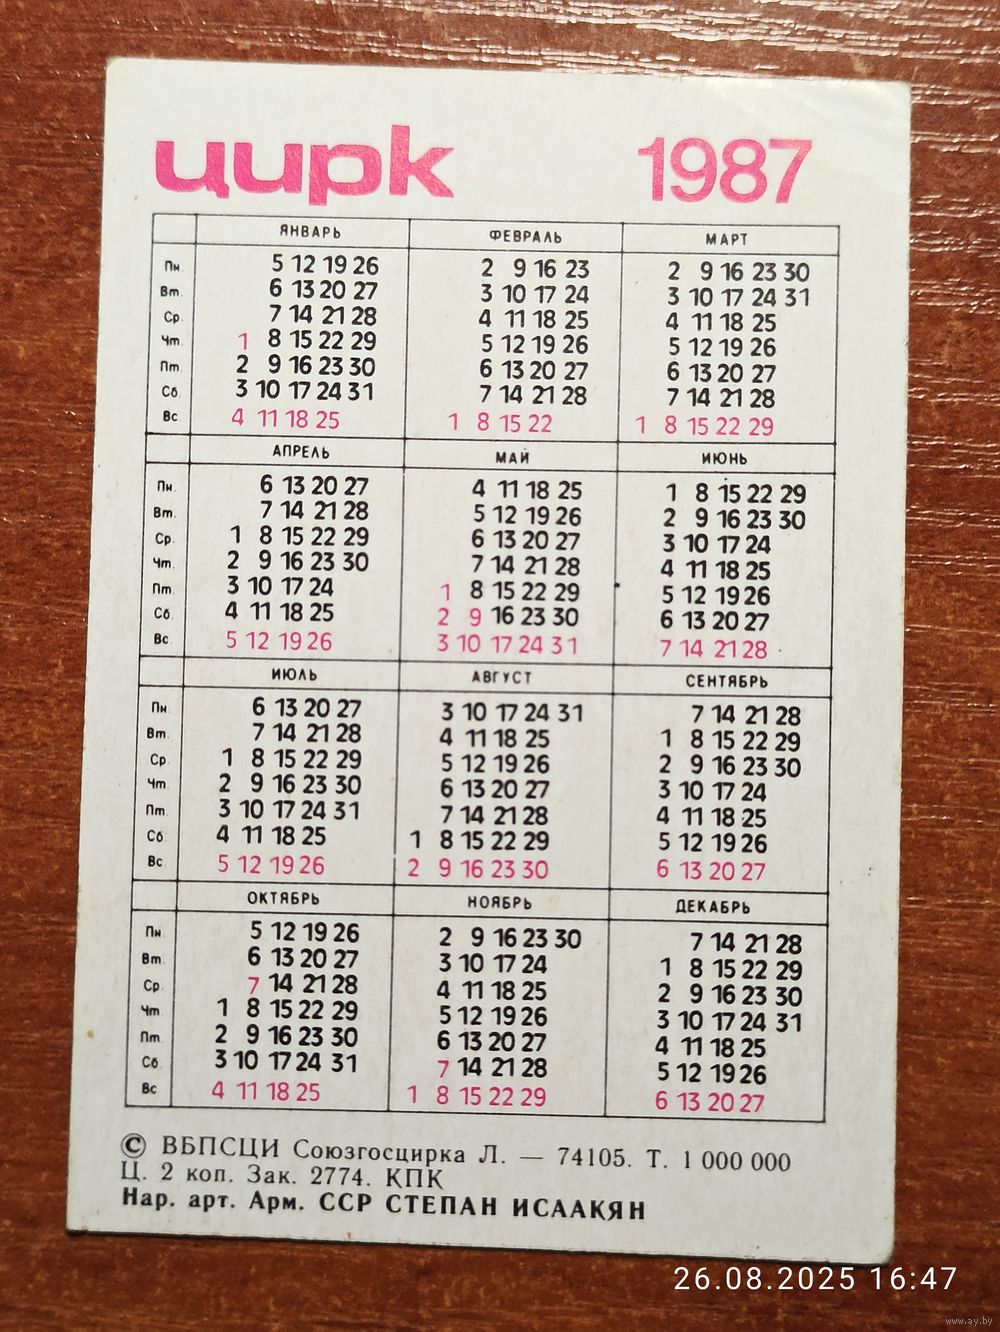 цирк 1987
ЯНВАРЬ ФЕВРАЛЬ МАРТ
Пн. 5 12 19 26 2 9 16 23 2 9 16 23 30
Вт. 6 13 20 27 3 10 17 24 3 10 17 24 31
Ср. 7 14 21 28 4 11 18 25 4 11 18 25
Чт. 1 8 15 22 29 5 12 19 26 5 12 19 26
Пт. 2 9 16 23 30 6 13 20 27 6 13 20 27
Сб. 3 10 17 24 31 7 14 21 28 7 14 21 28
Вс 4 11 18 25 1 8 15 22 1 8 15 22 29
АПРЕЛЬ МАЙ ИЮНЬ
Пн. 6 13 20 27 4 11 18 25 1 8 15 22 29
Вт. 7 14 21 28 5 12 19 26 2 9 16 23 30
Ср. 1 8 15 22 29 6 13 20 27 3 10 17 24
Чт. 2 9 16 23 30 7 14 21 28 4 11 18 25
Пт. 3 10 17 24 1 8 15 22 29 5 12 19 26
Сб. 4 11 18 25 2 9 16 23 30 6 13 20 27
Вс 5 12 19 26 3 10 17 24 31 7 14 21 28
ИЮЛЬ АВГУСТ СЕНТЯБРЬ
Пн. 6 13 20 27 3 10 17 24 31 7 14 21 28
Вт. 7 14 21 28 4 11 18 25 1 8 15 22 29
Ср. 1 8 15 22 29 5 12 19 26 2 9 16 23 30
Чт. 2 9 16 23 30 6 13 20 27 3 10 17 24
Пт. 3 10 17 24 31 7 14 21 28 4 11 18 25
Сб. 4 11 18 25 1 8 15 22 29 5 12 19 26
Вс 5 12 19 26 2 9 16 23 30 6 13 20 27
ОКТЯБРЬ НОЯБРЬ ДЕКАБРЬ
Пн. 5 12 19 26 2 9 16 23 30 7 14 21 28
Вт. 6 13 20 27 3 10 17 24 1 8 15 22 29
Ср. 7 14 21 28 4 11 18 25 2 9 16 23 30
Чт 1 8 15 22 29 5 12 19 26 3 10 17 24 31
Пт. 2 9 16 23 30 6 13 20 27 4 11 18 25
Сб. 3 10 17 24 31 7 14 21 28 5 12 19 26
Вс 4 11 18 25 1 8 15 22 29 6 13 20 27
© ВБПСЦИ Союзгосцирка Л. — 74105. Т. 1 000 000
Ц. 2 коп. Зак. 2774. КПК
Нар. арт. Арм. ССР СТЕПАН ИСААКЯН
26.08.2025 16:47
www.ay.by